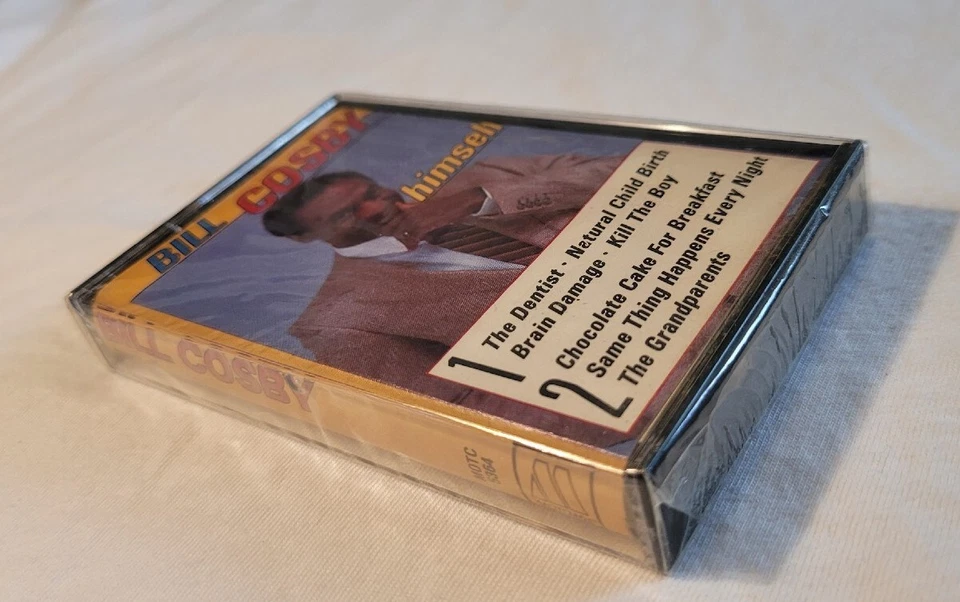 BILL COSBY
himself
1
The Dentist · Natural Child Birth
Brain Damage · Kill The Boy
2
Chocolate Cake For Breakfast
Same Thing Happens Every Night
The Grandparents
BILL COSBY
5364